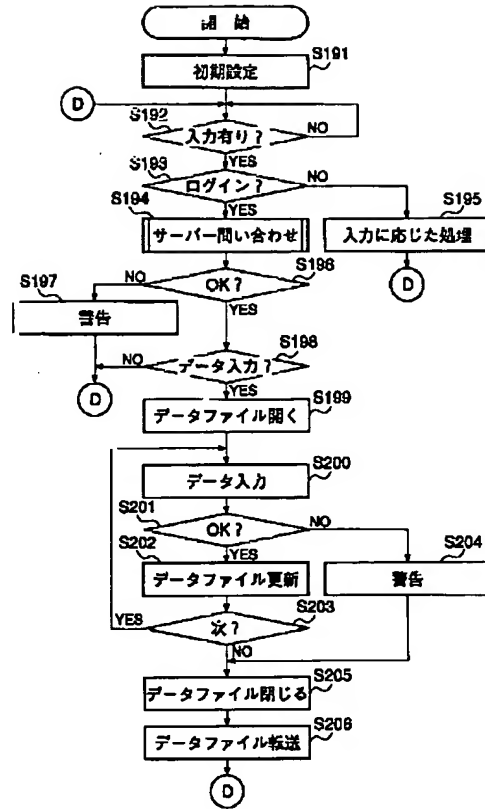 開始
S191
初期設定
D
S192
入力有り？
NO
YES
S193
ログイン？
NO
YES
S194
サーバー問い合わせ
S195
入力に応じた処理
D
S196
OK？
NO
YES
S197
警告
S198
データ入力？
NO
YES
D
S199
データファイル開く
S200
データ入力
S201
OK？
NO
YES
S202
データファイル更新
S204
警告
S203
次？
YES
NO
S205
データファイル閉じる
S206
データファイル転送
D